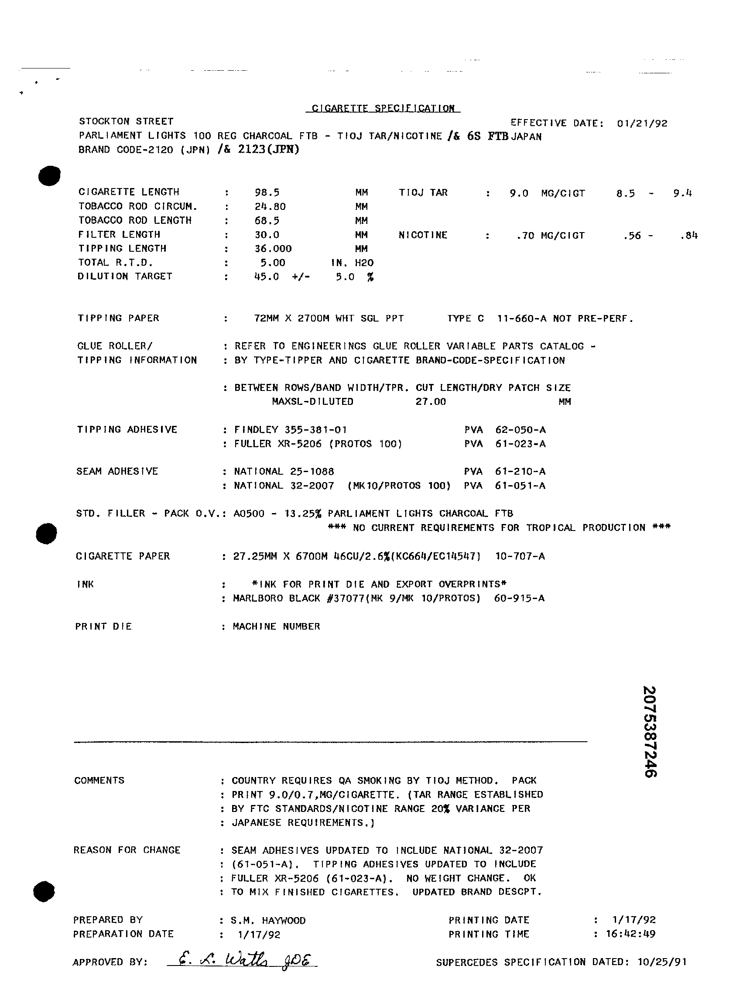 CIGARETTE SPECIFICATION
STOCKTON STREET EFFECTIVE DATE: 01/21/92
PARLIAMENT LIGHTS 100 REG CHARCOAL FTB - TIOJ TAR/NICOTINE /& 6S FTB JAPAN
BRAND CODE-2120 (JPN) /& 2123(JPN)
CIGARETTE LENGTH : 98.5 MM TIOJ TAR : 9.0 MG/CIGT 8.5 - 9.4
TOBACCO ROD CIRCUM. : 24.80 MM
TOBACCO ROD LENGTH : 68.5 MM
FILTER LENGTH : 30.0 MM NICOTINE : .70 MG/CIGT .56 - .84
TIPPING LENGTH : 36.000 MM
TOTAL R.T.D. : 5.00 IN. H2O
DILUTION TARGET : 45.0 +/- 5.0 %
TIPPING PAPER : 72MM X 2700M WHT SGL PPT TYPE C 11-660-A NOT PRE-PERF.
GLUE ROLLER/ : REFER TO ENGINEERINGS GLUE ROLLER VARIABLE PARTS CATALOG -
TIPPING INFORMATION : BY TYPE-TIPPER AND CIGARETTE BRAND-CODE-SPECIFICATION
: BETWEEN ROWS/BAND WIDTH/TPR. CUT LENGTH/DRY PATCH SIZE
MAXSL-DILUTED 27.00 MM
TIPPING ADHESIVE : FINDLEY 355-381-01 PVA 62-050-A
: FULLER XR-5206 (PROTOS 100) PVA 61-023-A
SEAM ADHESIVE : NATIONAL 25-1088 PVA 61-210-A
: NATIONAL 32-2007 (MK10/PROTOS 100) PVA 61-051-A
STD. FILLER - PACK O.V.: A0500 - 13.25% PARLIAMENT LIGHTS CHARCOAL FTB
*** NO CURRENT REQUIREMENTS FOR TROPICAL PRODUCTION ***
CIGARETTE PAPER : 27.25MM X 6700M 46CU/2.6%(KC664/EC14547) 10-707-A
INK : *INK FOR PRINT DIE AND EXPORT OVERPRINTS*
: MARLBORO BLACK #37077(MK 9/MK 10/PROTOS) 60-915-A
PRINT DIE : MACHINE NUMBER
2075387246
COMMENTS : COUNTRY REQUIRES QA SMOKING BY TIOJ METHOD. PACK
: PRINT 9.0/0.7,MG/CIGARETTE. (TAR RANGE ESTABLISHED
: BY FTC STANDARDS/NICOTINE RANGE 20% VARIANCE PER
: JAPANESE REQUIREMENTS.)
REASON FOR CHANGE : SEAM ADHESIVES UPDATED TO INCLUDE NATIONAL 32-2007
: (61-051-A). TIPPING ADHESIVES UPDATED TO INCLUDE
: FULLER XR-5206 (61-023-A). NO WEIGHT CHANGE. OK
: TO MIX FINISHED CIGARETTES. UPDATED BRAND DESCPT.
PREPARED BY : S.M. HAYWOOD PRINTING DATE : 1/17/92
PREPARATION DATE : 1/17/92 PRINTING TIME : 16:42:49
APPROVED BY: E. L. Watts JDE SUPERCEDES SPECIFICATION DATED: 10/25/91